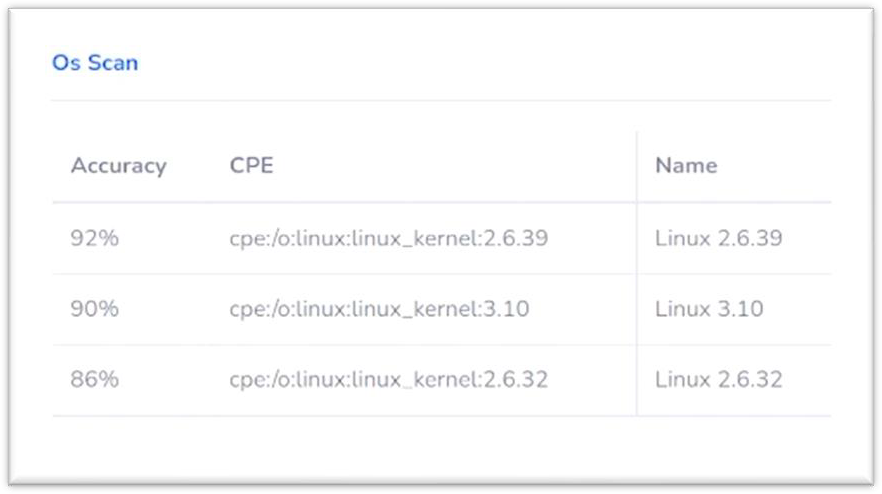 Os Scan
Accuracy CPE Name
92% cpe:/o:linux:linux_kernel:2.6.39 Linux 2.6.39
90% cpe:/o:linux:linux_kernel:3.10 Linux 3.10
86% cpe:/o:linux:linux_kernel:2.6.32 Linux 2.6.32